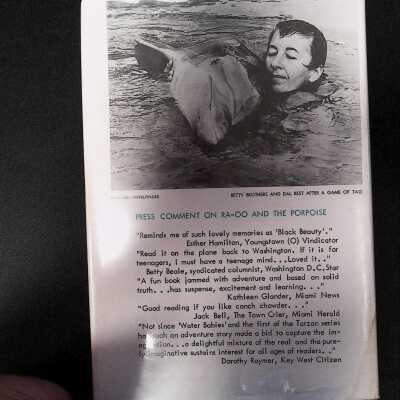 BETTY BROTHERS AND DAL BEST AFTER A GAME OF TAG
PRESS COMMENT ON RA-OO AND THE PORPOISE
"Reminds me of such lovely memories as 'Black Beauty'."
Esther Hamilton, Youngstown (O) Vindicator
"Read it on the plane back to Washington. If it is for
teenagers, I must have a teenage mind...Loved it.."
Betty Beale, syndicated columnist, Washington D.C. Star
"A fun book jammed with adventure and based on solid
truth...has suspense, excitement and learning..."
Kathleen Glander, Miami News
"Good reading if you like conch chowder..."
Jack Bell, The Town Crier, Miami Herald
"Not since 'Water Babies' and the first of the Tarzan series
has such an adventure story made a bid to capture the im-
agination...a delightful mixture of the real and the pure-
ly imaginative sustains interest for all ages of readers.."
Dorothy Raymer, Key West Citizen